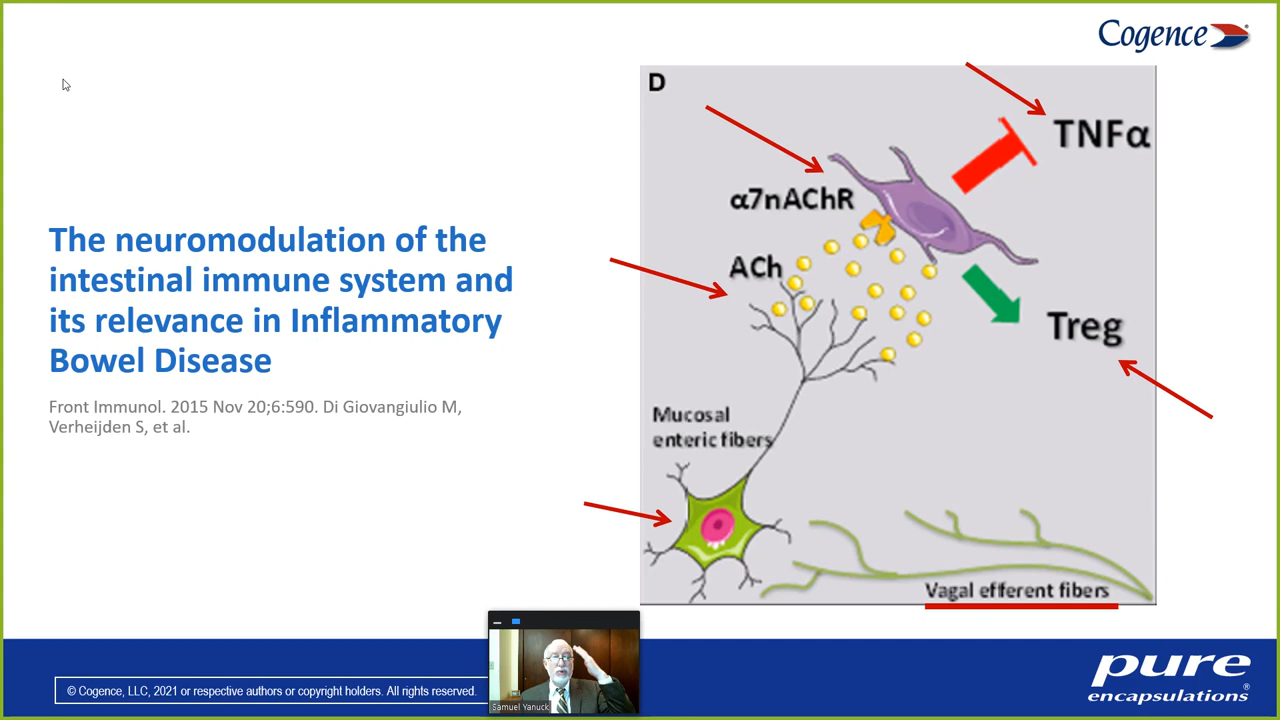 Cogence
D
TNFα
α7nAChR
ACh
Treg
The neuromodulation of the
intestinal immune system and
its relevance in Inflammatory
Bowel Disease
Front Immunol. 2015 Nov 20;6:590. Di Giovangiulio M,
Verheijden S, et al.
Mucosal
enteric fibers
Vagal efferent fibers
© Cogence, LLC, 2021 or respective authors or copyright holders. All rights reserved.
Samuel Yanuck
pure
encapsulations®